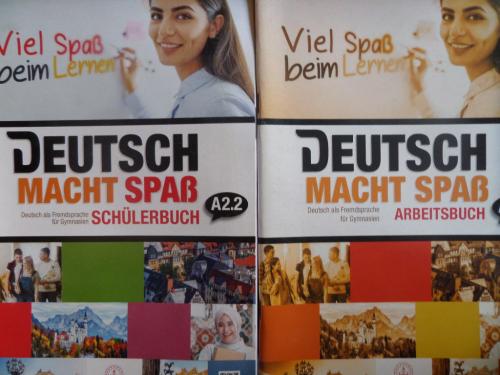 Viel Spaß
beim Lernen
DEUTSCH
MACHT SPAß
Deutsch als Fremdsprache
für Gymnasien
SCHÜLERBUCH
A2.2
Viel Spaß
beim Lernen
DEUTSCH
MACHT SPAß
Deutsch als Fremdsprache
für Gymnasien
ARBEITSBUCH